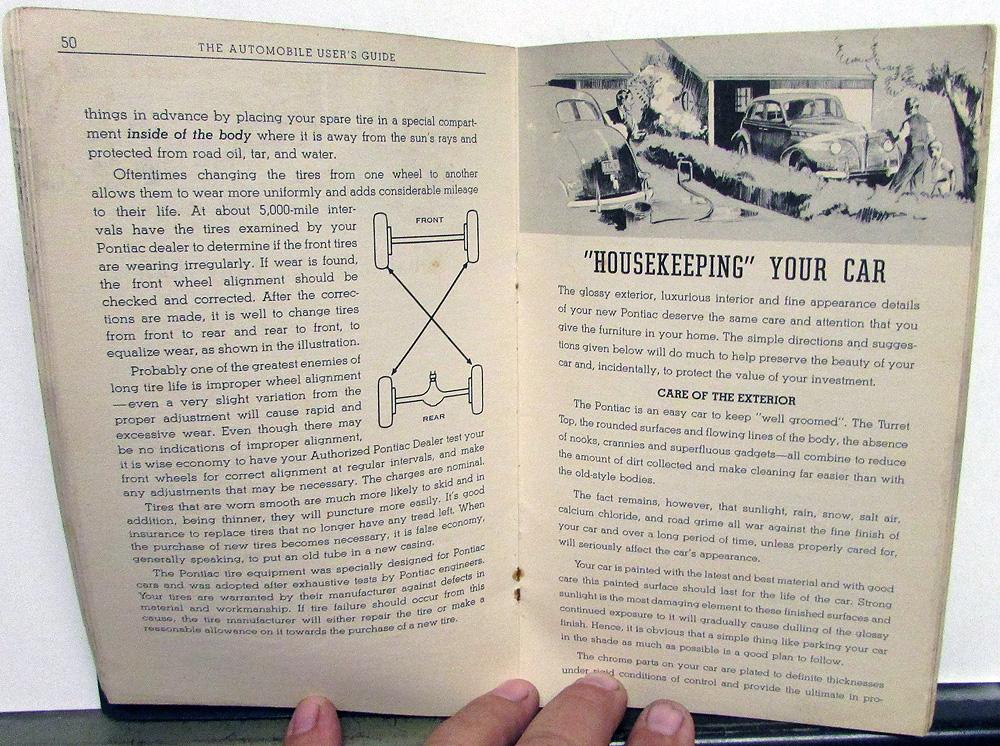 50
THE AUTOMOBILE USER'S GUIDE
things in advance by placing your spare tire in a special compart-
ment inside of the body where it is away from the sun's rays and
protected from road oil, tar, and water.
Oftentimes changing the tires from one wheel to another
allows them to wear more uniformly and adds considerable mileage
to their life. At about 5,000-mile inter-
vals have the tires examined by your
Pontiac dealer to determine if the front tires
are wearing irregularly. If wear is found,
the front wheel alignment should be
checked and corrected. After the correc-
tions are made, it is well to change tires
from front to rear and rear to front, to
equalize wear, as shown in the illustration.
FRONT
REAR
Probably one of the greatest enemies of
long tire life is improper wheel alignment
—even a very slight variation from the
proper adjustment will cause rapid and
excessive wear. Even though there may
be no indications of improper alignment,
it is wise economy to have your Authorized Pontiac Dealer test your
front wheels for correct alignment at regular intervals, and make
any adjustments that may be necessary. The charges are nominal.
Tires that are worn smooth are much more likely to skid and in
addition, being thinner, they will puncture more easily. It's good
insurance to replace tires that no longer have any tread left. When
the purchase of new tires becomes necessary, it is false economy,
generally speaking, to put an old tube in a new casing.
The Pontiac tire equipment was specially designed for Pontiac
cars and was adopted after exhaustive tests by Pontiac engineers.
Your tires are warranted by their manufacturer against defects in
material and workmanship. If tire failure should occur from this
cause, the tire manufacturer will either repair the tire or make a
reasonable allowance on it towards the purchase of a new tire.
"HOUSEKEEPING" YOUR CAR
The glossy exterior, luxurious interior and fine appearance details
of your new Pontiac deserve the same care and attention that you
give the furniture in your home. The simple directions and sugges-
tions given below will do much to help preserve the beauty of your
car and, incidentally, to protect the value of your investment.
CARE OF THE EXTERIOR
The Pontiac is an easy car to keep "well groomed". The Turret
Top, the rounded surfaces and flowing lines of the body, the absence
of nooks, crannies and superfluous gadgets—all combine to reduce
the amount of dirt collected and make cleaning far easier than with
the old-style bodies.
The fact remains, however, that sunlight, rain, snow, salt air,
calcium chloride, and road grime all war against the fine finish of
your car and over a long period of time, unless properly cared for,
will seriously affect the car's appearance.
Your car is painted with the latest and best material and with good
care this painted surface should last for the life of the car. Strong
sunlight is the most damaging element to these finished surfaces and
continued exposure to it will gradually cause dulling of the glossy
finish. Hence, it is obvious that a simple thing like parking your car
in the shade as much as possible is a good plan to follow.
The chrome parts on your car are plated to definite thicknesses
under rigid conditions of control and provide the ultimate in pro-